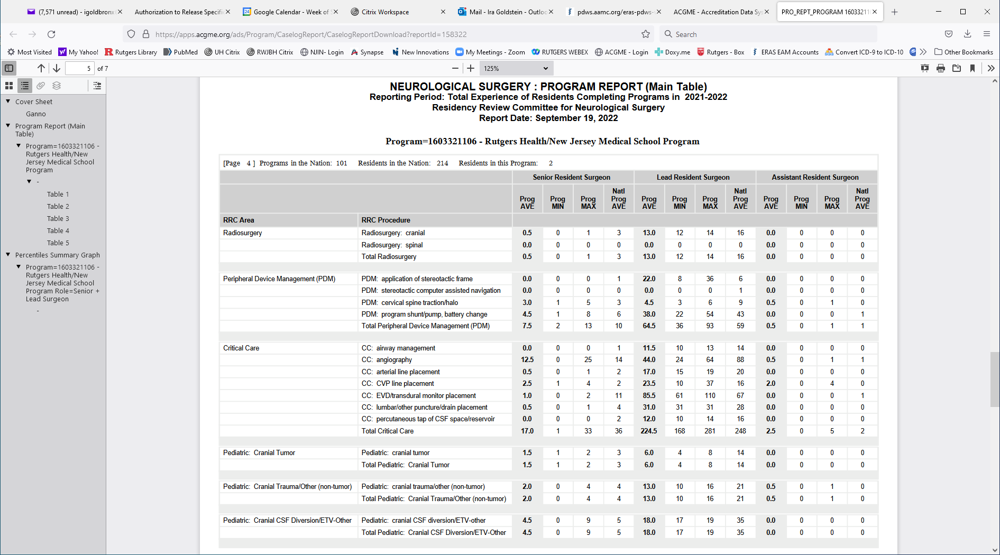 (7,571 unread) - igoldbronx
Authorization to Release Specific
Google Calendar - Week of S
Citrix Workspace
Mail - Ira Goldstein - Outloo
pdws.aamc.org/eras-pdws-
ACGME - Accreditation Data Sys
PRO_REPT_PROGRAM 16033211
https://apps.acgme.org/ads/Program/CaselogReport/CaselogReportDownload?reportId=158322
Search
Most Visited My Yahoo! Rutgers Library PubMed UH Citrix RWJBH Citrix NJIN- Login Synapse New Innovations My Meetings - Zoom RUTGERS WEBEX ACGME - Login Doxy.me Rutgers - Box ERAS EAM Accounts Convert ICD-9 to ICD-10 Other Bookmarks
5 of 7 125%
Cover Sheet
Ganno
Program Report (Main
Table)
Program=1603321106 -
Rutgers Health/New
Jersey Medical School
Program
-
Table 1
Table 2
Table 3
Table 4
Table 5
Percentiles Summary Graph
Program=1603321106 -
Rutgers Health/New
Jersey Medical School
Program Role=Senior +
Lead Surgeon
-
NEUROLOGICAL SURGERY : PROGRAM REPORT (Main Table)
Reporting Period: Total Experience of Residents Completing Programs in 2021-2022
Residency Review Committee for Neurological Surgery
Report Date: September 19, 2022
Program=1603321106 - Rutgers Health/New Jersey Medical School Program
[Page 4 ] Programs in the Nation: 101 Residents in the Nation: 214 Residents in this Program: 2
Senior Resident Surgeon Lead Resident Surgeon Assistant Resident Surgeon
Prog AVE Prog MIN Prog MAX Natl Prog AVE Prog AVE Prog MIN Prog MAX Natl Prog AVE Prog AVE Prog MIN Prog MAX Natl Prog AVE
RRC Area RRC Procedure
Radiosurgery Radiosurgery: cranial 0.5 0 1 3 13.0 12 14 16 0.0 0 0 0
Radiosurgery: spinal 0.0 0 0 0 0.0 0 0 0 0.0 0 0 0
Total Radiosurgery 0.5 0 1 3 13.0 12 14 16 0.0 0 0 0
Peripheral Device Management (PDM) PDM: application of stereotactic frame 0.0 0 0 1 22.0 8 36 6 0.0 0 0 0
PDM: stereotactic computer assisted navigation 0.0 0 0 0 0.0 0 0 1 0.0 0 0 0
PDM: cervical spine traction/halo 3.0 1 5 3 4.5 3 6 9 0.5 0 1 0
PDM: program shunt/pump, battery change 4.5 1 8 6 38.0 22 54 43 0.0 0 0 1
Total Peripheral Device Management (PDM) 7.5 2 13 10 64.5 36 93 59 0.5 0 1 1
Critical Care CC: airway management 0.0 0 0 1 11.5 10 13 14 0.0 0 0 0
CC: angiography 12.5 0 25 14 44.0 24 64 88 0.5 0 1 1
CC: arterial line placement 0.5 0 1 2 17.0 15 19 20 0.0 0 0 0
CC: CVP line placement 2.5 1 4 2 23.5 10 37 16 2.0 0 4 0
CC: EVD/transdural monitor placement 1.0 0 2 11 85.5 61 110 67 0.0 0 0 1
CC: lumbar/other puncture/drain placement 0.5 0 1 4 31.0 31 31 28 0.0 0 0 0
CC: percutaneous tap of CSF space/reservoir 0.0 0 0 2 12.0 10 14 16 0.0 0 0 0
Total Critical Care 17.0 1 33 36 224.5 168 281 248 2.5 0 5 2
Pediatric: Cranial Tumor Pediatric: cranial tumor 1.5 1 2 3 6.0 4 8 14 0.0 0 0 0
Total Pediatric: Cranial Tumor 1.5 1 2 3 6.0 4 8 14 0.0 0 0 0
Pediatric: Cranial Trauma/Other (non-tumor) Pediatric: cranial trauma/other (non-tumor) 2.0 0 4 4 13.0 10 16 21 0.5 0 1 0
Total Pediatric: Cranial Trauma/Other (non-tumor) 2.0 0 4 4 13.0 10 16 21 0.5 0 1 0
Pediatric: Cranial CSF Diversion/ETV-Other Pediatric: cranial CSF diversion/ETV-other 4.5 0 9 5 18.0 17 19 35 0.0 0 0 0
Total Pediatric: Cranial CSF Diversion/ETV-Other 4.5 0 9 5 18.0 17 19 35 0.0 0 0 0